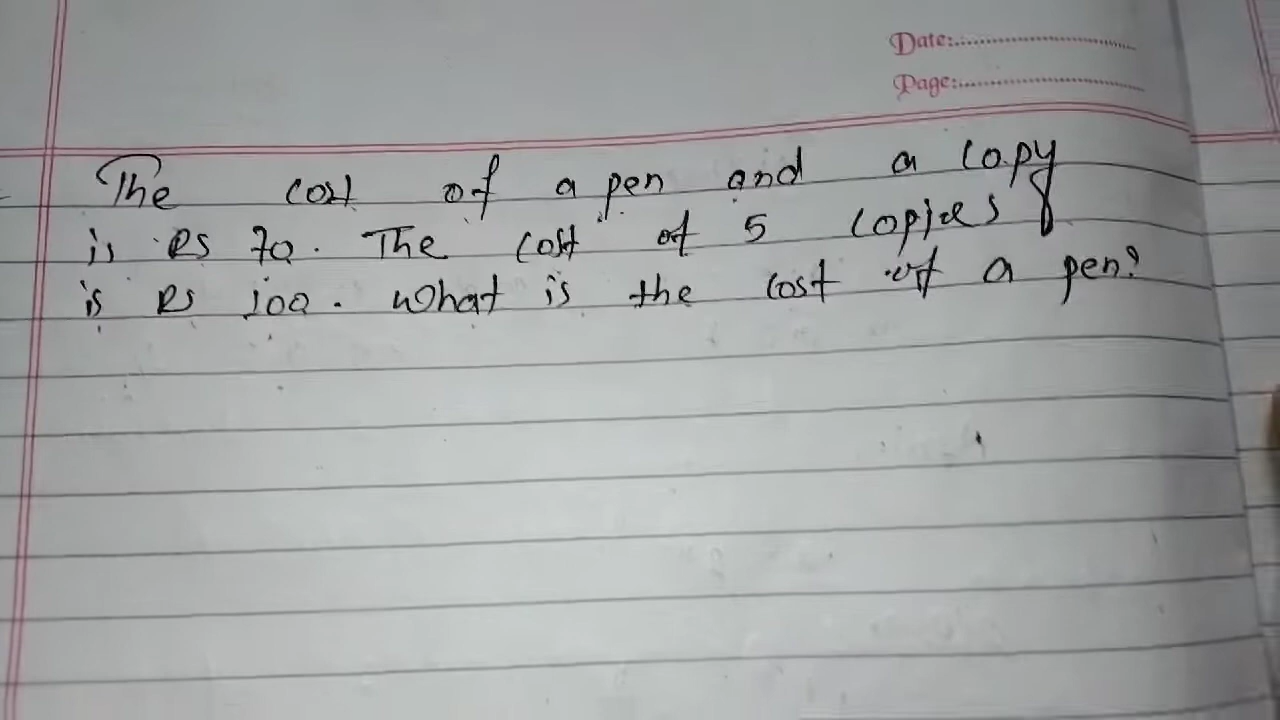 Date:
Page:
The cost of a pen and a copy
is RS 70. The cost of 5 copies
is RS 100. What is the cost of a pen?